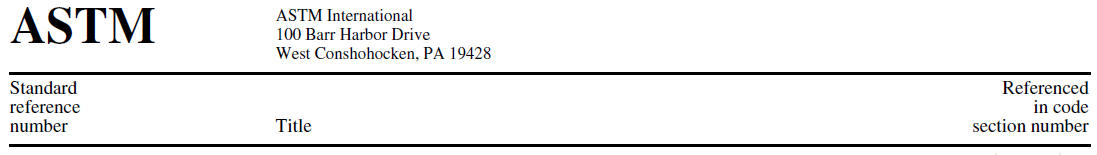 ASTM
ASTM International
100 Barr Harbor Drive
West Conshohocken, PA 19428
Standard
reference
number
Title
Referenced
in code
section number